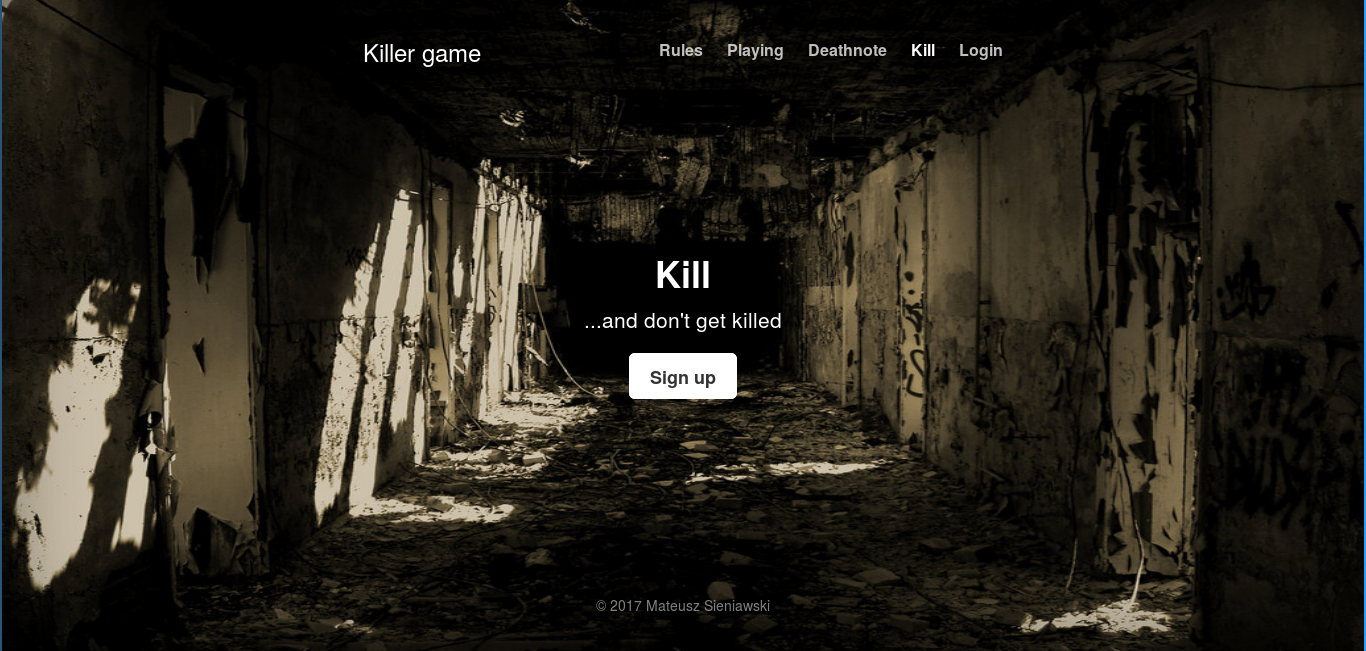 Killer game
Rules Playing Deathnote Kill Login
Kill
...and don't get killed
Sign up
© 2017 Mateusz Sieniawski